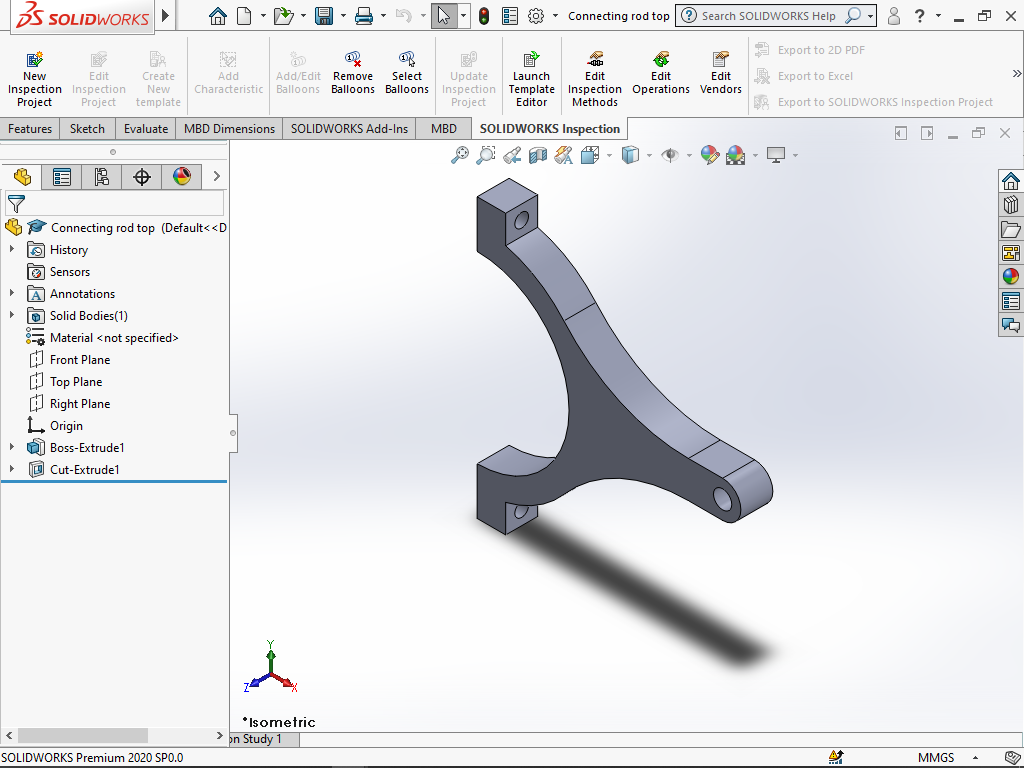 SOLIDWORKS
Connecting rod top
Search SOLIDWORKS Help
New Inspection Project
Edit Inspection Project
Create New template
Add Characteristic
Add/Edit Balloons
Remove Balloons
Select Balloons
Update Inspection Project
Launch Template Editor
Edit Inspection Methods
Edit Operations
Edit Vendors
Export to 2D PDF
Export to Excel
Export to SOLIDWORKS Inspection Project
Features Sketch Evaluate MBD Dimensions SOLIDWORKS Add-Ins MBD SOLIDWORKS Inspection
Connecting rod top (Default<<D
History
Sensors
Annotations
Solid Bodies(1)
Material <not specified>
Front Plane
Top Plane
Right Plane
Origin
Boss-Extrude1
Cut-Extrude1
Y
Z
X
*Isometric
on Study 1
SOLIDWORKS Premium 2020 SP0.0
MMGS